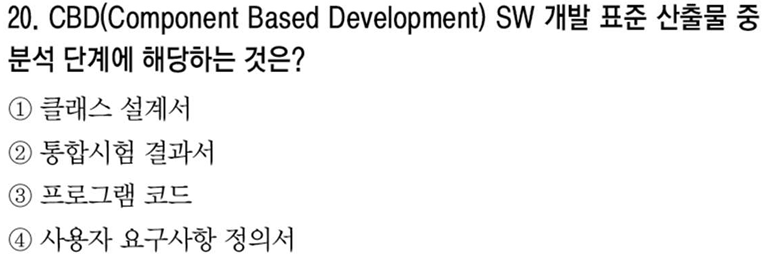 20. CBD(Component Based Development) SW 개발 표준 산출물 중
분석 단계에 해당하는 것은?
① 클래스 설계서
② 통합시험 결과서
③ 프로그램 코드
④ 사용자 요구사항 정의서